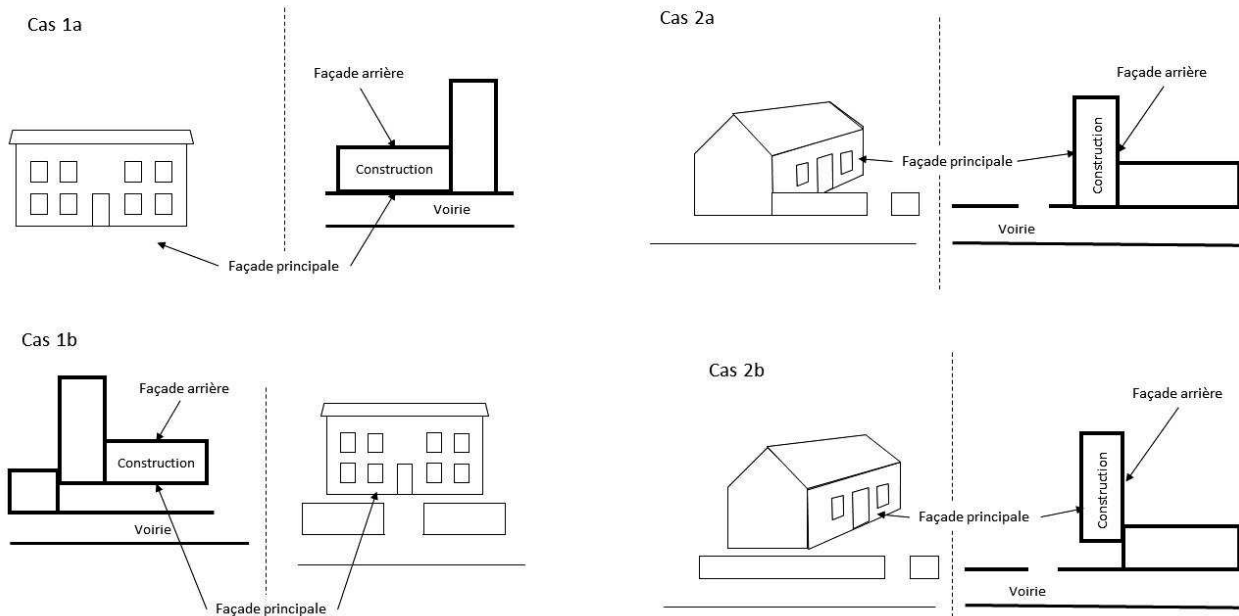 Cas 1a
Façade arrière
Construction
Voirie
Façade principale
Cas 2a
Façade arrière
Façade principale
Construction
Voirie
Cas 1b
Façade arrière
Construction
Voirie
Façade principale
Cas 2b
Façade arrière
Façade principale
Construction
Voirie